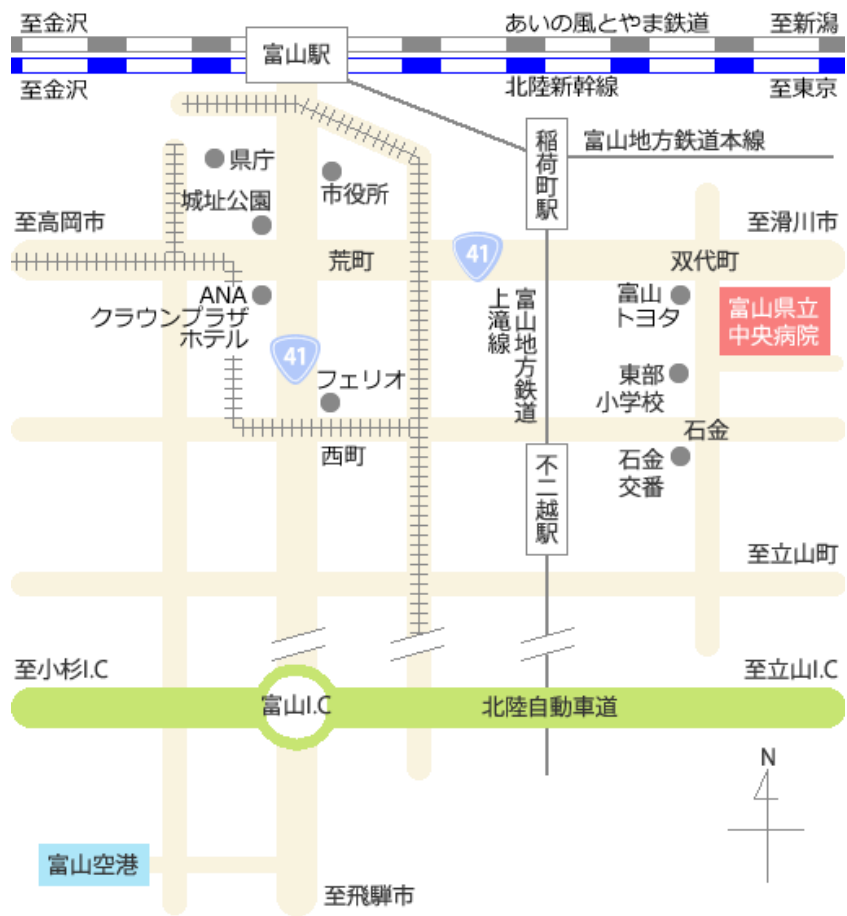 至金沢
あいの風とやま鉄道
至新潟
富山駅
至金沢
北陸新幹線
至東京
稲荷町駅
富山地方鉄道本線
県庁
市役所
城址公園
至高岡市
至滑川市
荒町
41
双代町
ANA
クラウンプラザ
ホテル
富山地方鉄道
上滝線
富山
トヨタ
富山県立
中央病院
41
フェリオ
東部
小学校
西町
石金
不二越駅
石金
交番
至立山町
至小杉I.C
至立山I.C
富山I.C
北陸自動車道
N
富山空港
至飛騨市